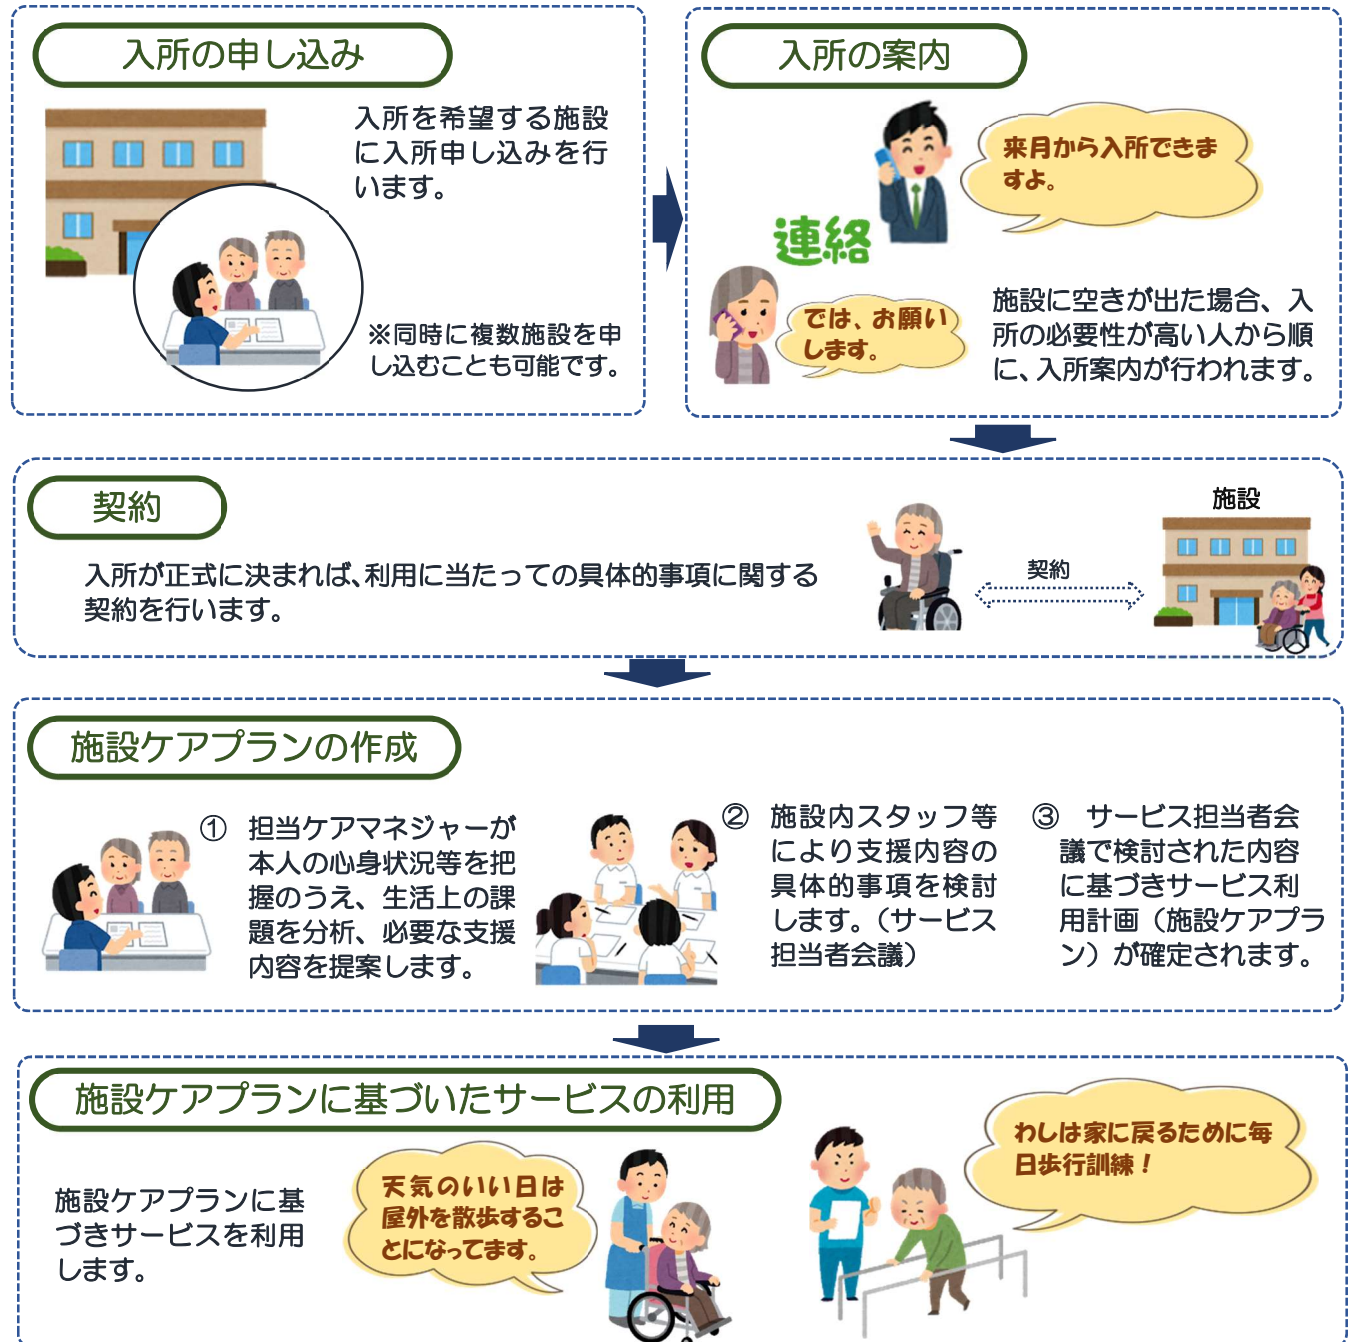 入所の申し込み
入所を希望する施設
に入所申し込みを行
います。
※同時に複数施設を申
し込むことも可能です。
入所の案内
来月から入所できま
すよ。
連絡
では、お願い
します。
施設に空きが出た場合、入
所の必要性が高い人から順
に、入所案内が行われます。
契約
入所が正式に決まれば、利用に当たっての具体的事項に関する
契約を行います。
契約
施設
施設ケアプランの作成
① 担当ケアマネジャーが
本人の心身状況等を把
握のうえ、生活上の課
題を分析、必要な支援
内容を提案します。
② 施設内スタッフ等
により支援内容の
具体的事項を検討
します。（サービス
担当者会議）
③ サービス担当者会
議で検討された内容
に基づきサービス利
用計画（施設ケアプラ
ン）が確定されます。
施設ケアプランに基づいたサービスの利用
施設ケアプランに基
づきサービスを利用
します。
天気のいい日は
屋外を散歩するこ
とになってます。
わしは家に戻るために毎
日歩行訓練！